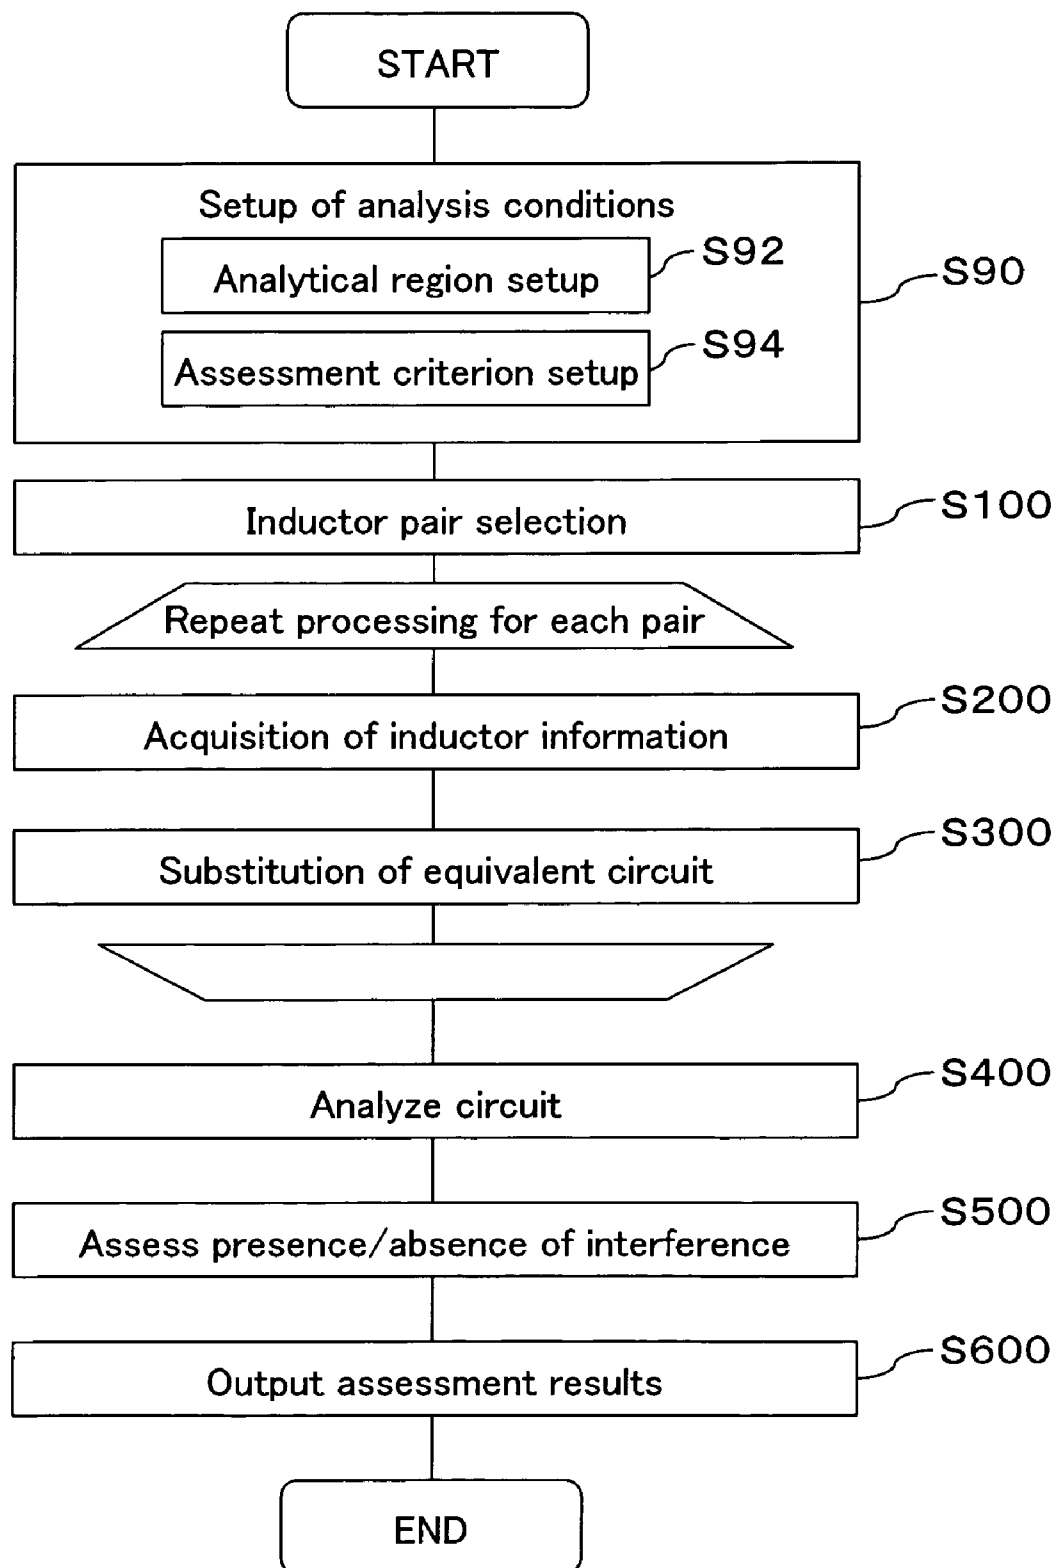 START
Setup of analysis conditions
Analytical region setup
S92
S90
Assessment criterion setup
S94
Inductor pair selection
S100
Repeat processing for each pair
Acquisition of inductor information
S200
Substitution of equivalent circuit
S300
Analyze circuit
S400
Assess presence/absence of interference
S500
Output assessment results
S600
END